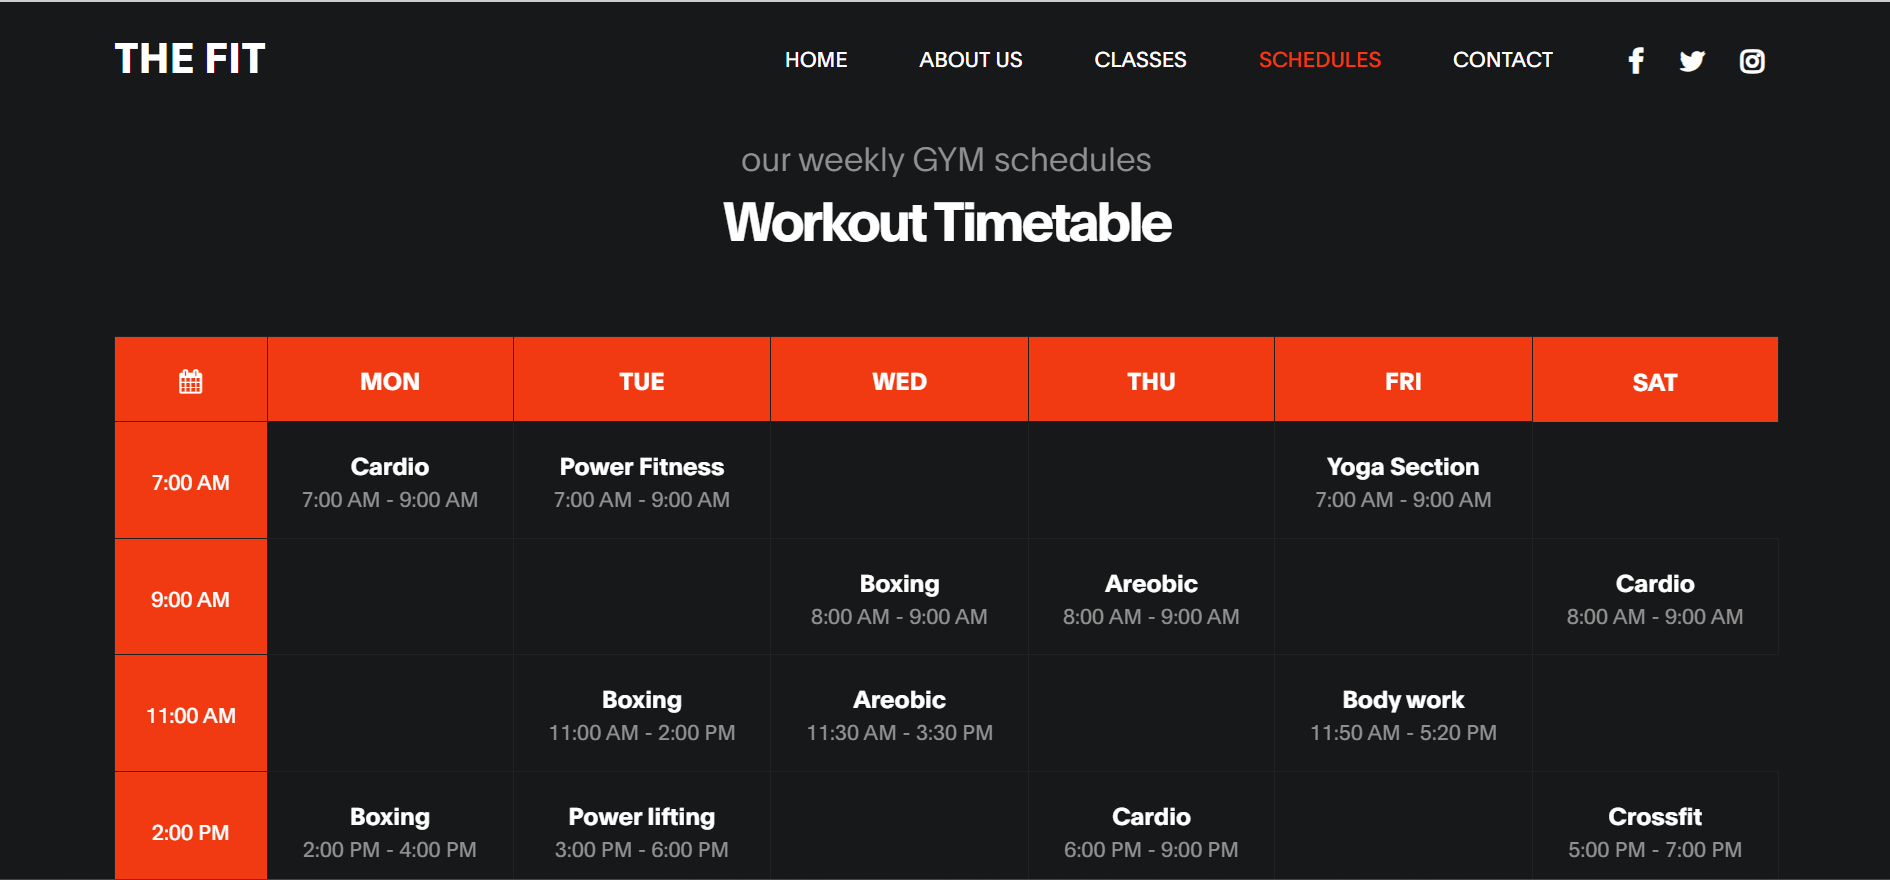 THE FIT
HOME ABOUT US CLASSES SCHEDULES CONTACT
our weekly GYM schedules
Workout Timetable
MON TUE WED THU FRI SAT
7:00 AM
Cardio
7:00 AM - 9:00 AM
Power Fitness
7:00 AM - 9:00 AM
Yoga Section
7:00 AM - 9:00 AM
9:00 AM
Boxing
8:00 AM - 9:00 AM
Areobic
8:00 AM - 9:00 AM
Cardio
8:00 AM - 9:00 AM
11:00 AM
Boxing
11:00 AM - 2:00 PM
Areobic
11:30 AM - 3:30 PM
Body work
11:50 AM - 5:20 PM
2:00 PM
Boxing
2:00 PM - 4:00 PM
Power lifting
3:00 PM - 6:00 PM
Cardio
6:00 PM - 9:00 PM
Crossfit
5:00 PM - 7:00 PM